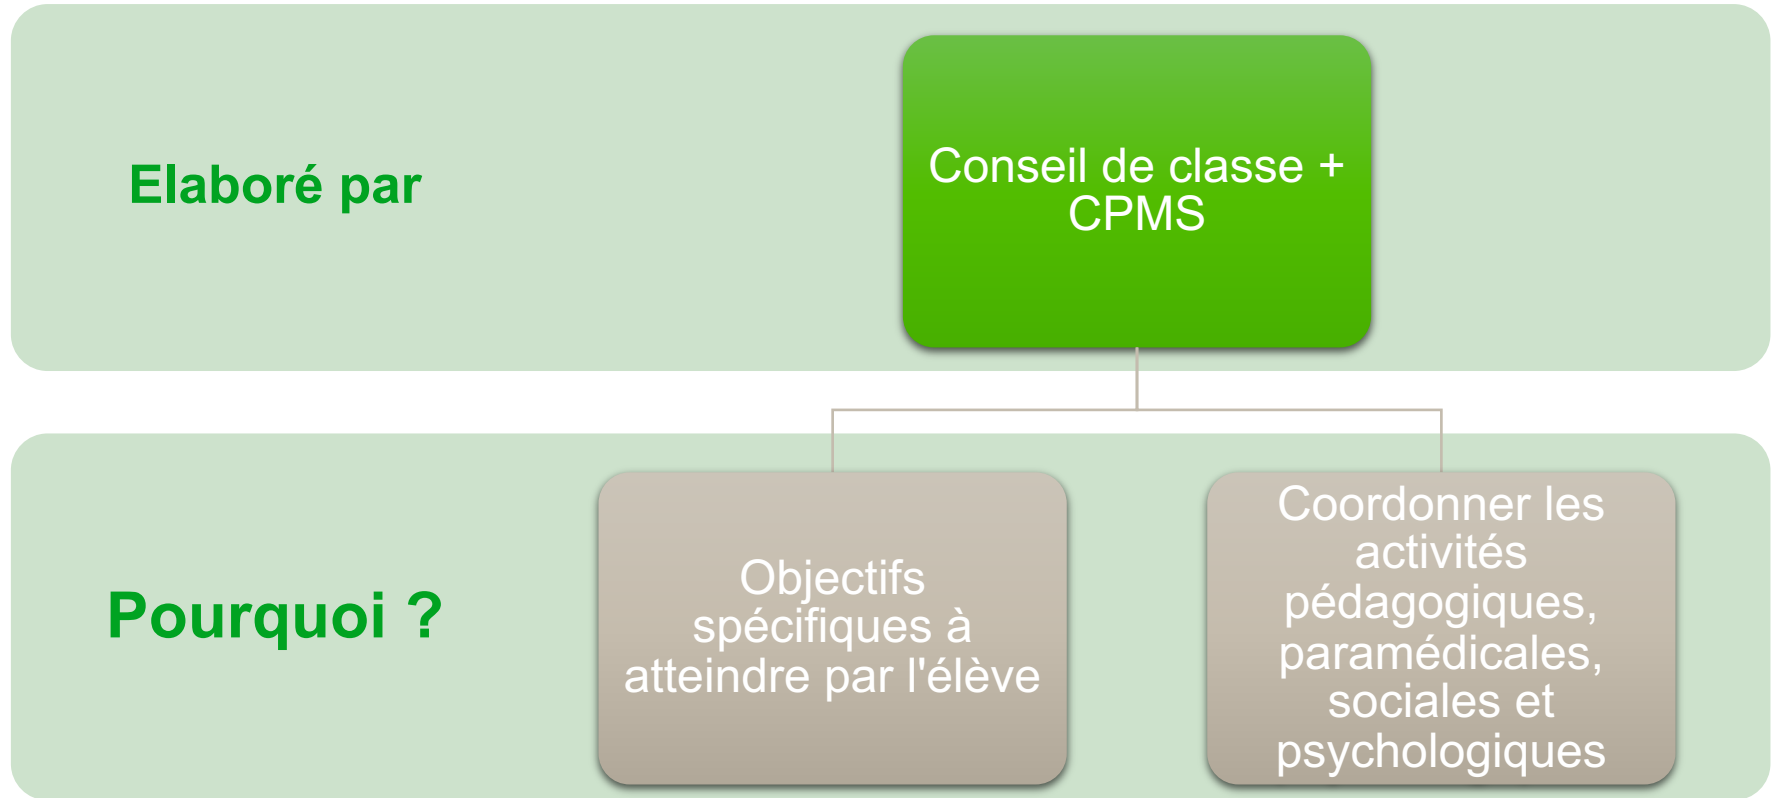 Elaboré par
Conseil de classe +
CPMS
Pourquoi ?
Objectifs
spécifiques à
atteindre par l'élève
Coordonner les
activités
pédagogiques,
paramédicales,
sociales et
psychologiques